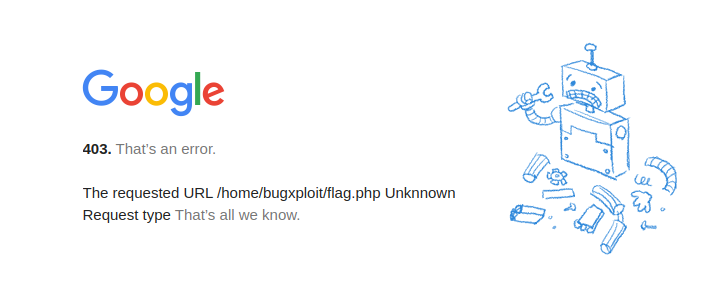 Google
403. That's an error.
The requested URL /home/bugxploit/flag.php Unknnown
Request type That's all we know.